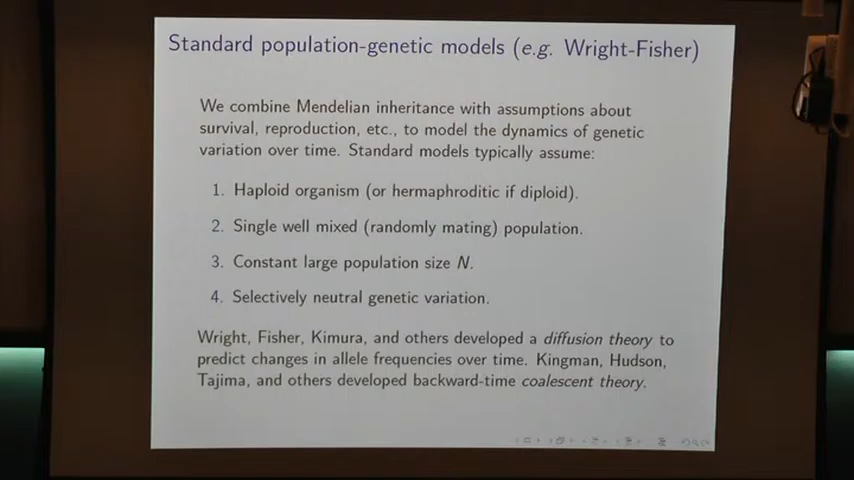 Standard population-genetic models (e.g. Wright-Fisher)
We combine Mendelian inheritance with assumptions about
survival, reproduction, etc., to model the dynamics of genetic
variation over time. Standard models typically assume:
1. Haploid organism (or hermaphroditic if diploid).
2. Single well mixed (randomly mating) population.
3. Constant large population size N.
4. Selectively neutral genetic variation.
Wright, Fisher, Kimura, and others developed a diffusion theory to
predict changes in allele frequencies over time. Kingman, Hudson,
Tajima, and others developed backward-time coalescent theory.